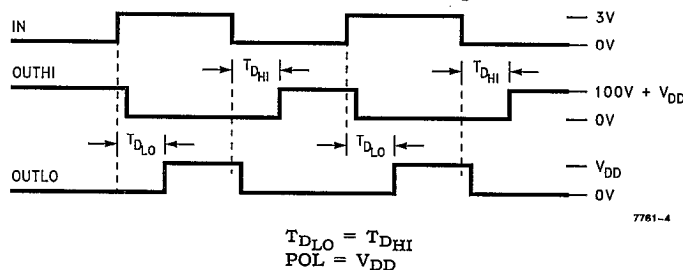 IN
3V
0V
T_DHI
T_DHI
OUTHI
100V + V_DD
0V
T_DLO
T_DLO
OUTLO
V_DD
0V
7761-4
T_DLO = T_DHI
POL = V_DD